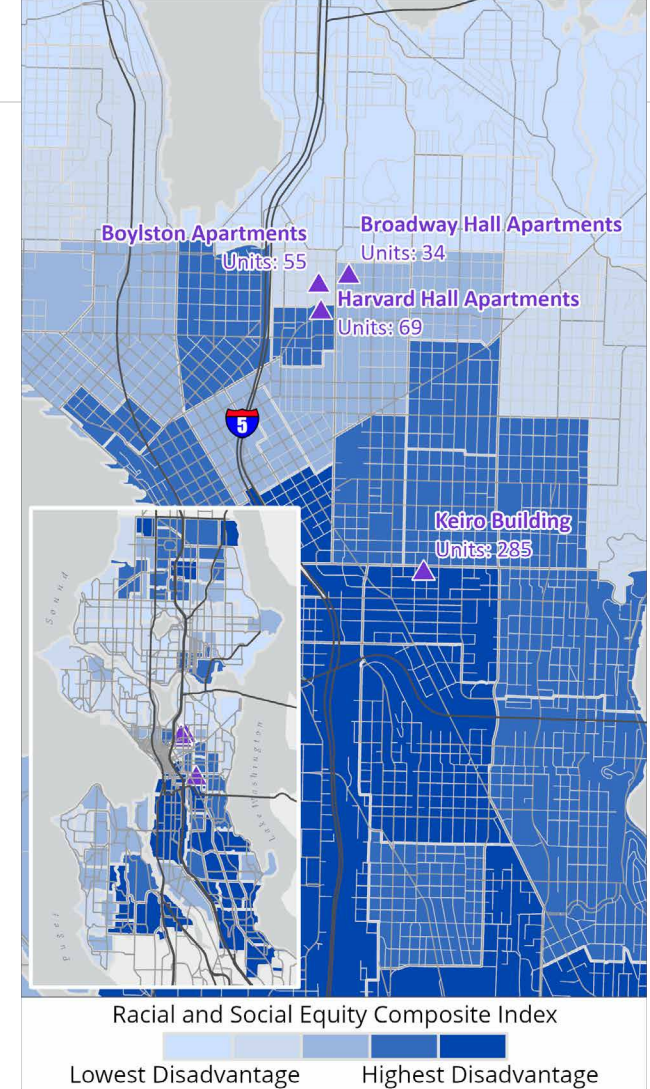 Boylston Apartments
Units: 55
Broadway Hall Apartments
Units: 34
Harvard Hall Apartments
Units: 69
5
Keiro Building
Units: 285
Sound
Lake Washington
Puget
Racial and Social Equity Composite Index
Lowest Disadvantage
Highest Disadvantage